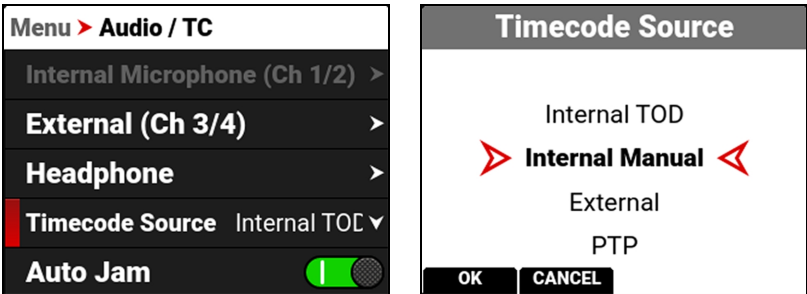 Menu > Audio / TC
Internal Microphone (Ch 1/2) >
External (Ch 3/4) >
Headphone >
Timecode Source Internal TOD
Auto Jam
Timecode Source
Internal TOD
Internal Manual
External
PTP
OK CANCEL